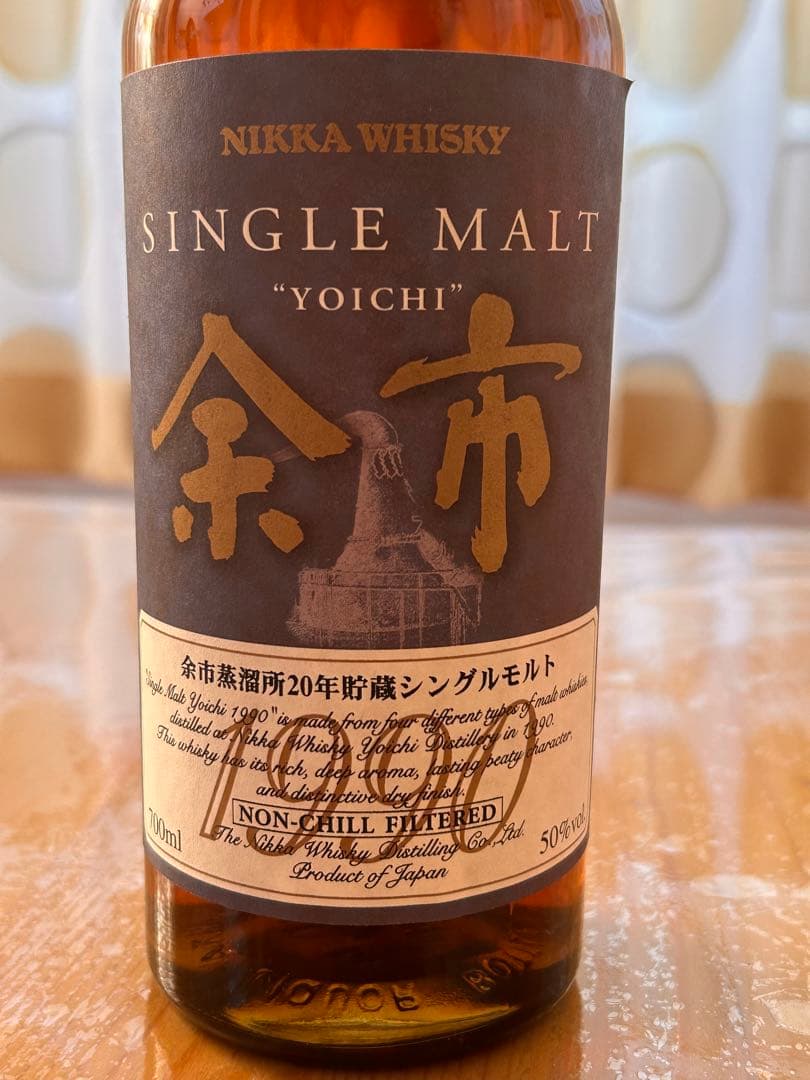 NIKKA WHISKY
SINGLE MALT
“YOICHI”
余市
余市蒸溜所20年貯蔵シングルモルト
"Single Malt Yoichi 1990" is made from four different types of malt whiskies
distilled at Nikka Whisky Yoichi Distillery in 1990.
This whisky has its rich, deep aroma, lasting peaty character,
and distinctive dry finish.
1990
NON-CHILL FILTERED
700ml
The Nikka Whisky Distilling Co., Ltd.
50%vol.
Product of Japan